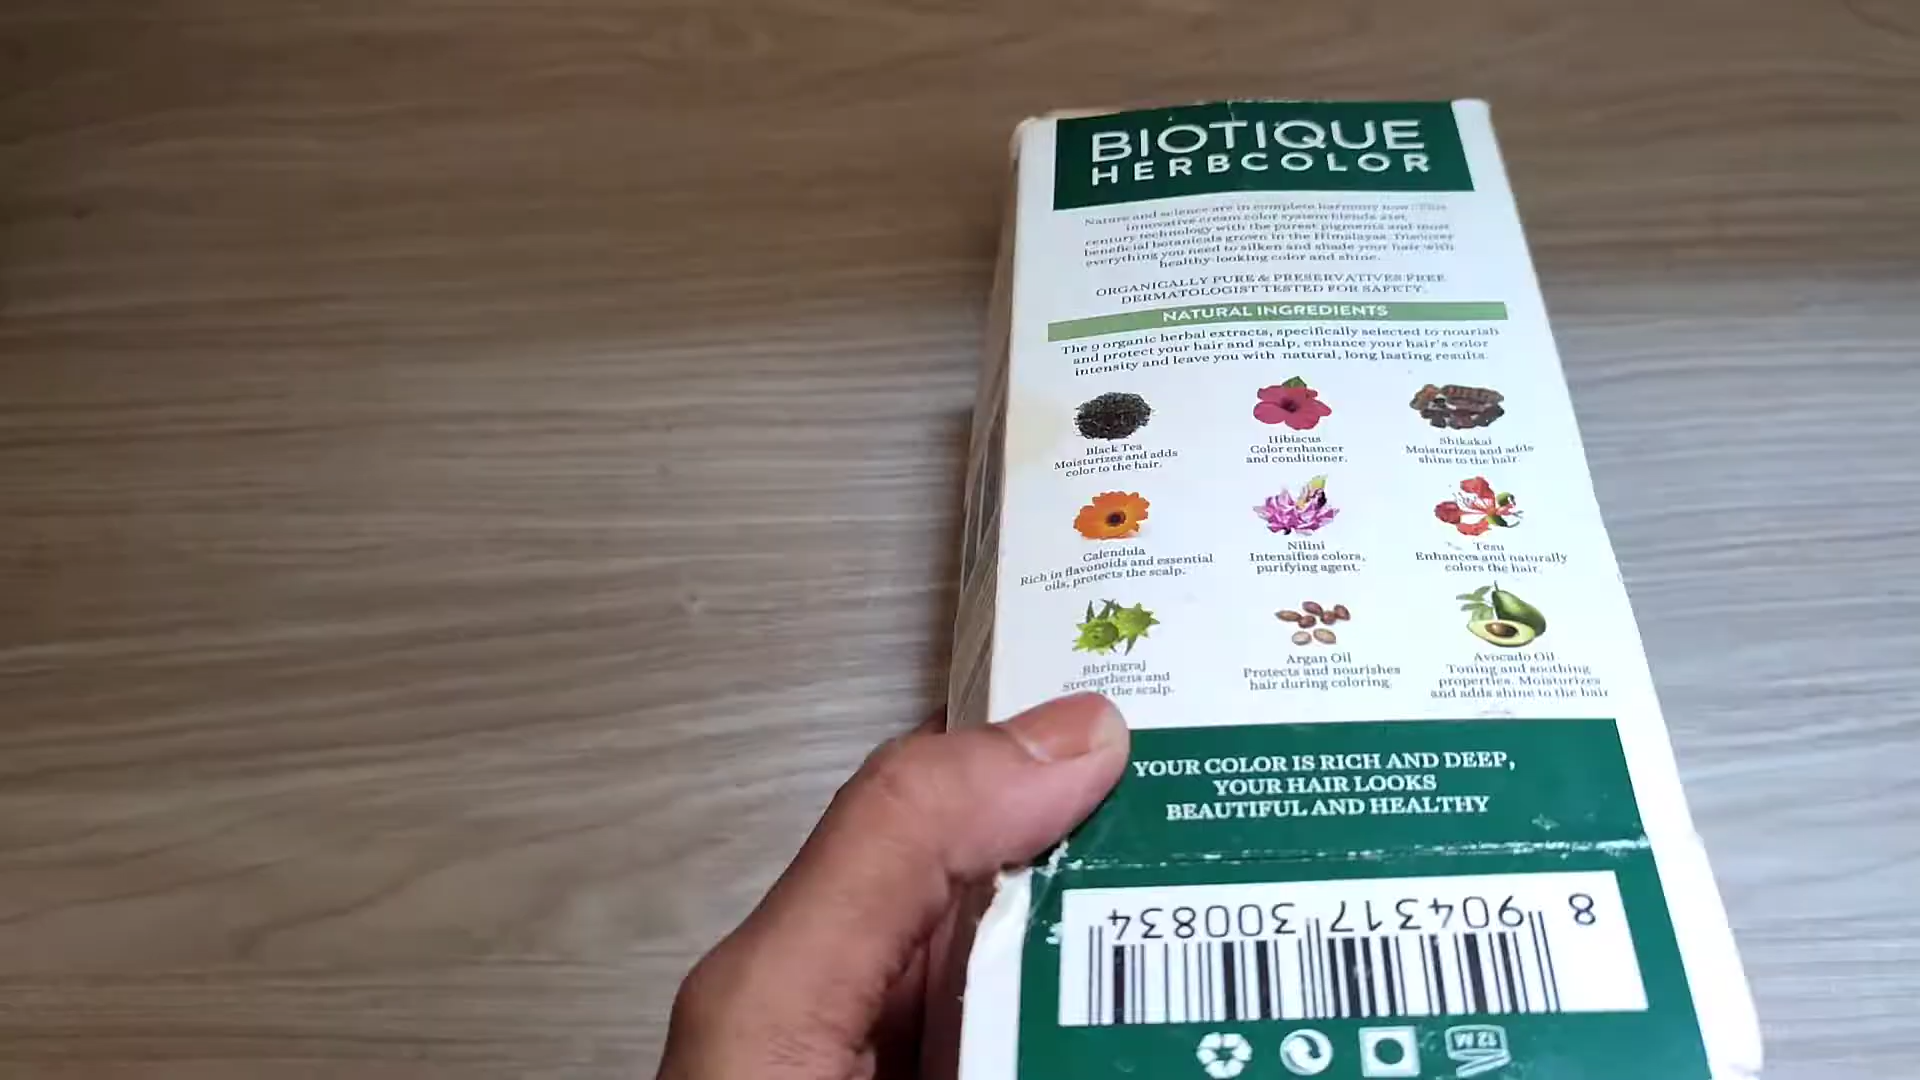 BIOTIQUE
HERBCOLOR
Nature and science are in complete harmony now. This
innovative cream color system blends 21st
century technology with the purest pigments and most
beneficial botanicals grown in the Himalayas. Discover
everything you need to silken and shade your hair with
healthy-looking color and shine.
ORGANICALLY PURE & PRESERVATIVES FREE
DERMATOLOGIST TESTED FOR SAFETY.
NATURAL INGREDIENTS
The 9 organic herbal extracts, specifically selected to nourish
and protect your hair and scalp, enhance your hair's color
intensity and leave you with natural, long lasting results.
Black Tea
Moisturizes and adds
color to the hair.
Hibiscus
Color enhancer
and conditioner.
Shikakai
Moisturizes and adds
shine to the hair.
Calendula
Rich in flavonoids and essential
oils, protects the scalp.
Nilini
Intensifies colors,
purifying agent.
Tesu
Enhances and naturally
colors the hair.
Bhringraj
Strengthens and
the scalp.
Argan Oil
Protects and nourishes
hair during coloring.
Avocado Oil
Toning and soothing
properties. Moisturizes
and adds shine to the hair
YOUR COLOR IS RICH AND DEEP,
YOUR HAIR LOOKS
BEAUTIFUL AND HEALTHY
8 904317 300834
12 M